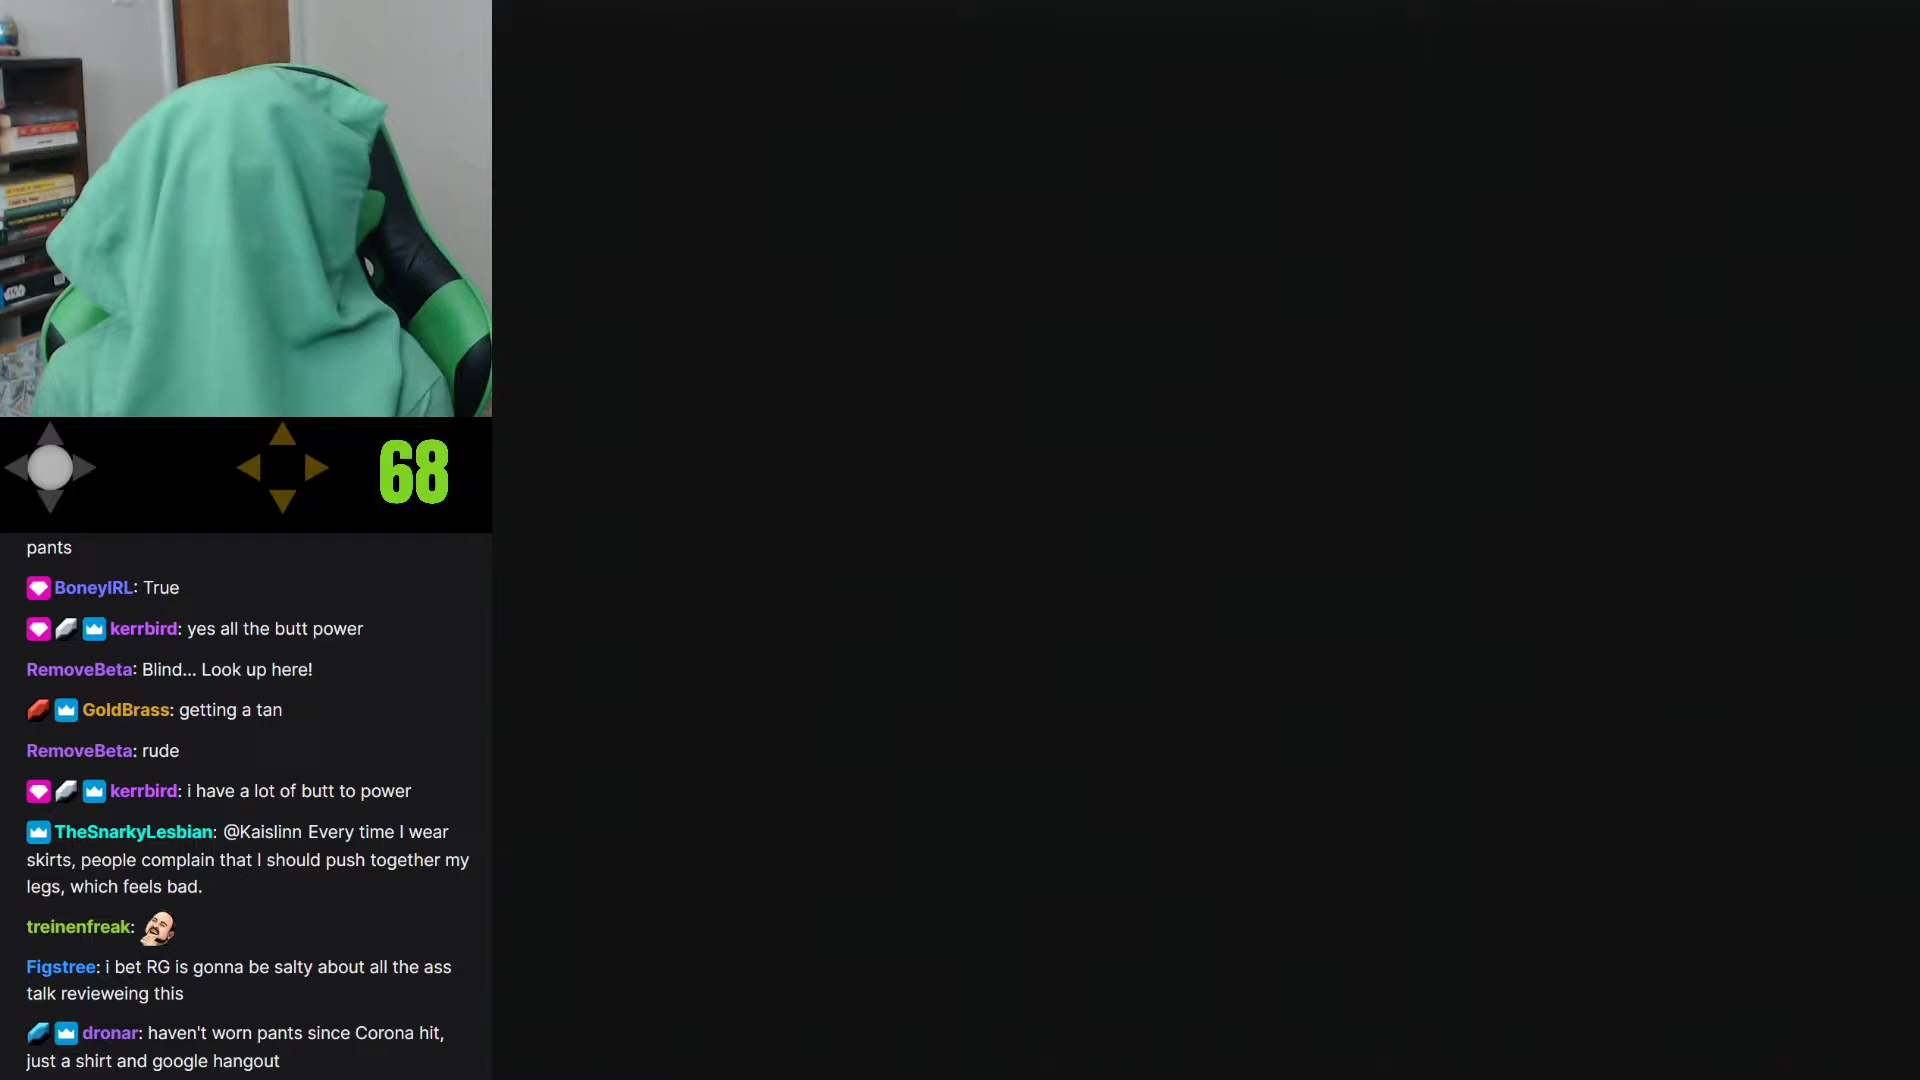 68
pants
BoneyIRL: True
kerrbird: yes all the butt power
RemoveBeta: Blind... Look up here!
GoldBrass: getting a tan
RemoveBeta: rude
kerrbird: i have a lot of butt to power
TheSnarkyLesbian: @Kaislinn Every time I wear
skirts, people complain that I should push together my
legs, which feels bad.
treinenfreak:
Figstree: i bet RG is gonna be salty about all the ass
talk revieweing this
dronar: haven't worn pants since Corona hit,
just a shirt and google hangout